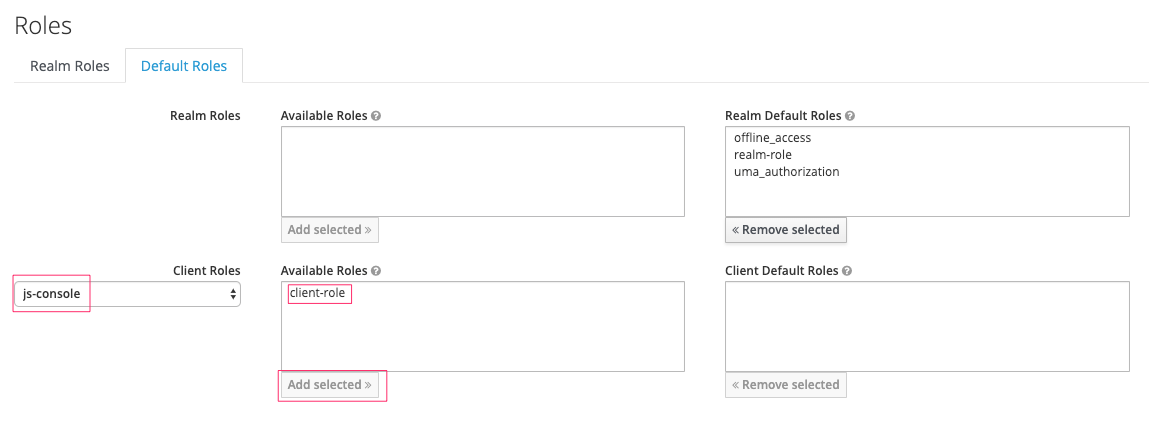 Roles
Realm Roles
Default Roles
Realm Roles
Available Roles
Realm Default Roles
offline_access
realm-role
uma_authorization
Add selected »
« Remove selected
Client Roles
js-console
Available Roles
client-role
Add selected »
Client Default Roles
« Remove selected